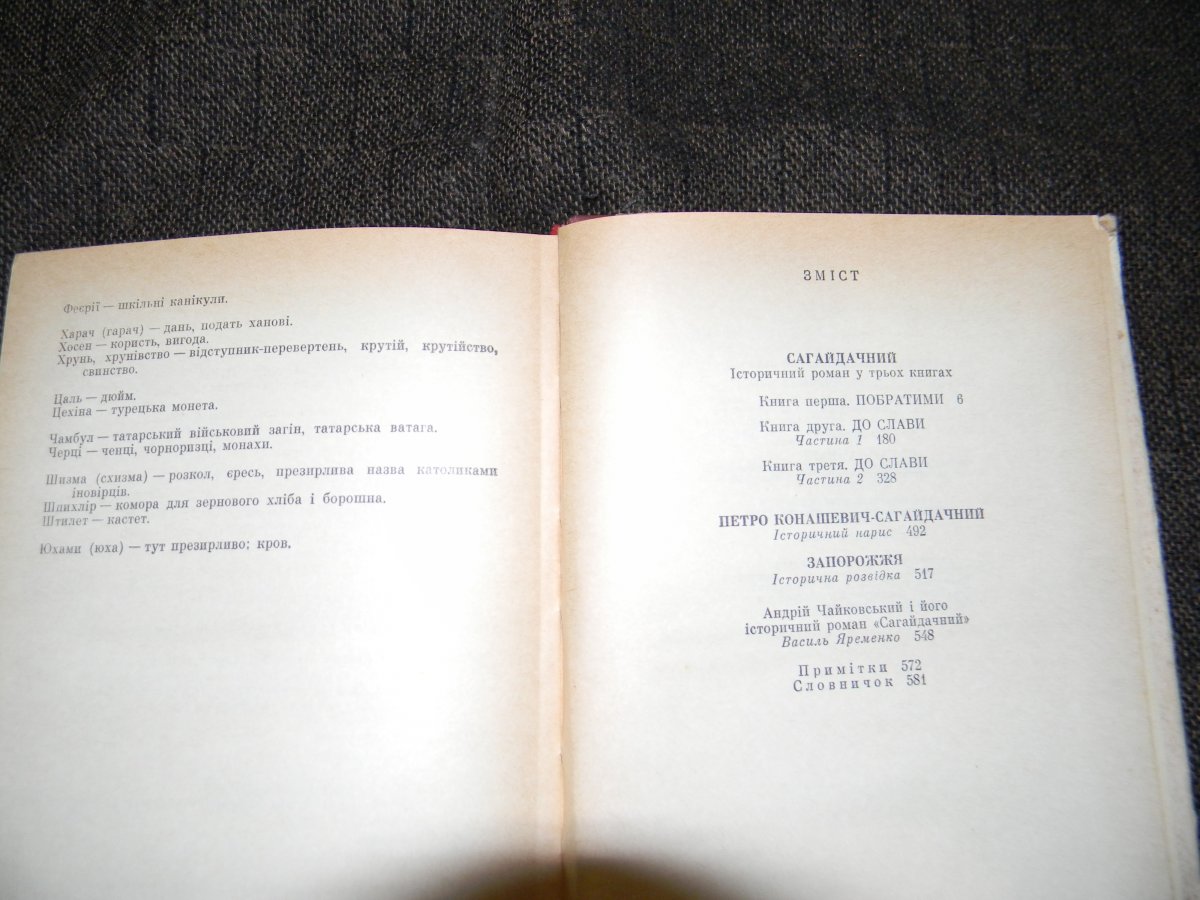 Феєрії — шкільні канікули.
Харач (гарач) — дань, подать ханові.
Хосен — користь, вигода.
Хрунь, хрунівство — відступник-перевертень, крутій, крутійство,
свинство.
Цаль — дюйм.
Цехіна — турецька монета.
Чамбул — татарський військовий загін, татарська ватага.
Черці — ченці, чорноризці, монахи.
Шизма (схизма) — розкол, єресь, презирлива назва католиками
іновірців.
Шпихлір — комора для зернового хліба і борошна.
Штилет — кастет.
Юхами (юха) — тут презирливо; кров.
ЗМІСТ
САГАЙДАЧНИЙ
Історичний роман у трьох книгах
Книга перша. ПОБРАТИМИ 6
Книга друга. ДО СЛАВИ
Частина 1 180
Книга третя. ДО СЛАВИ
Частина 2 328
ПЕТРО КОНАШЕВИЧ-САГАЙДАЧНИЙ
Історичний нарис 492
ЗАПОРОЖЖЯ
Історична розвідка 517
Андрій Чайковський і його
історичний роман «Сагайдачний»
Василь Яременко 548
Примітки 572
Словничок 581